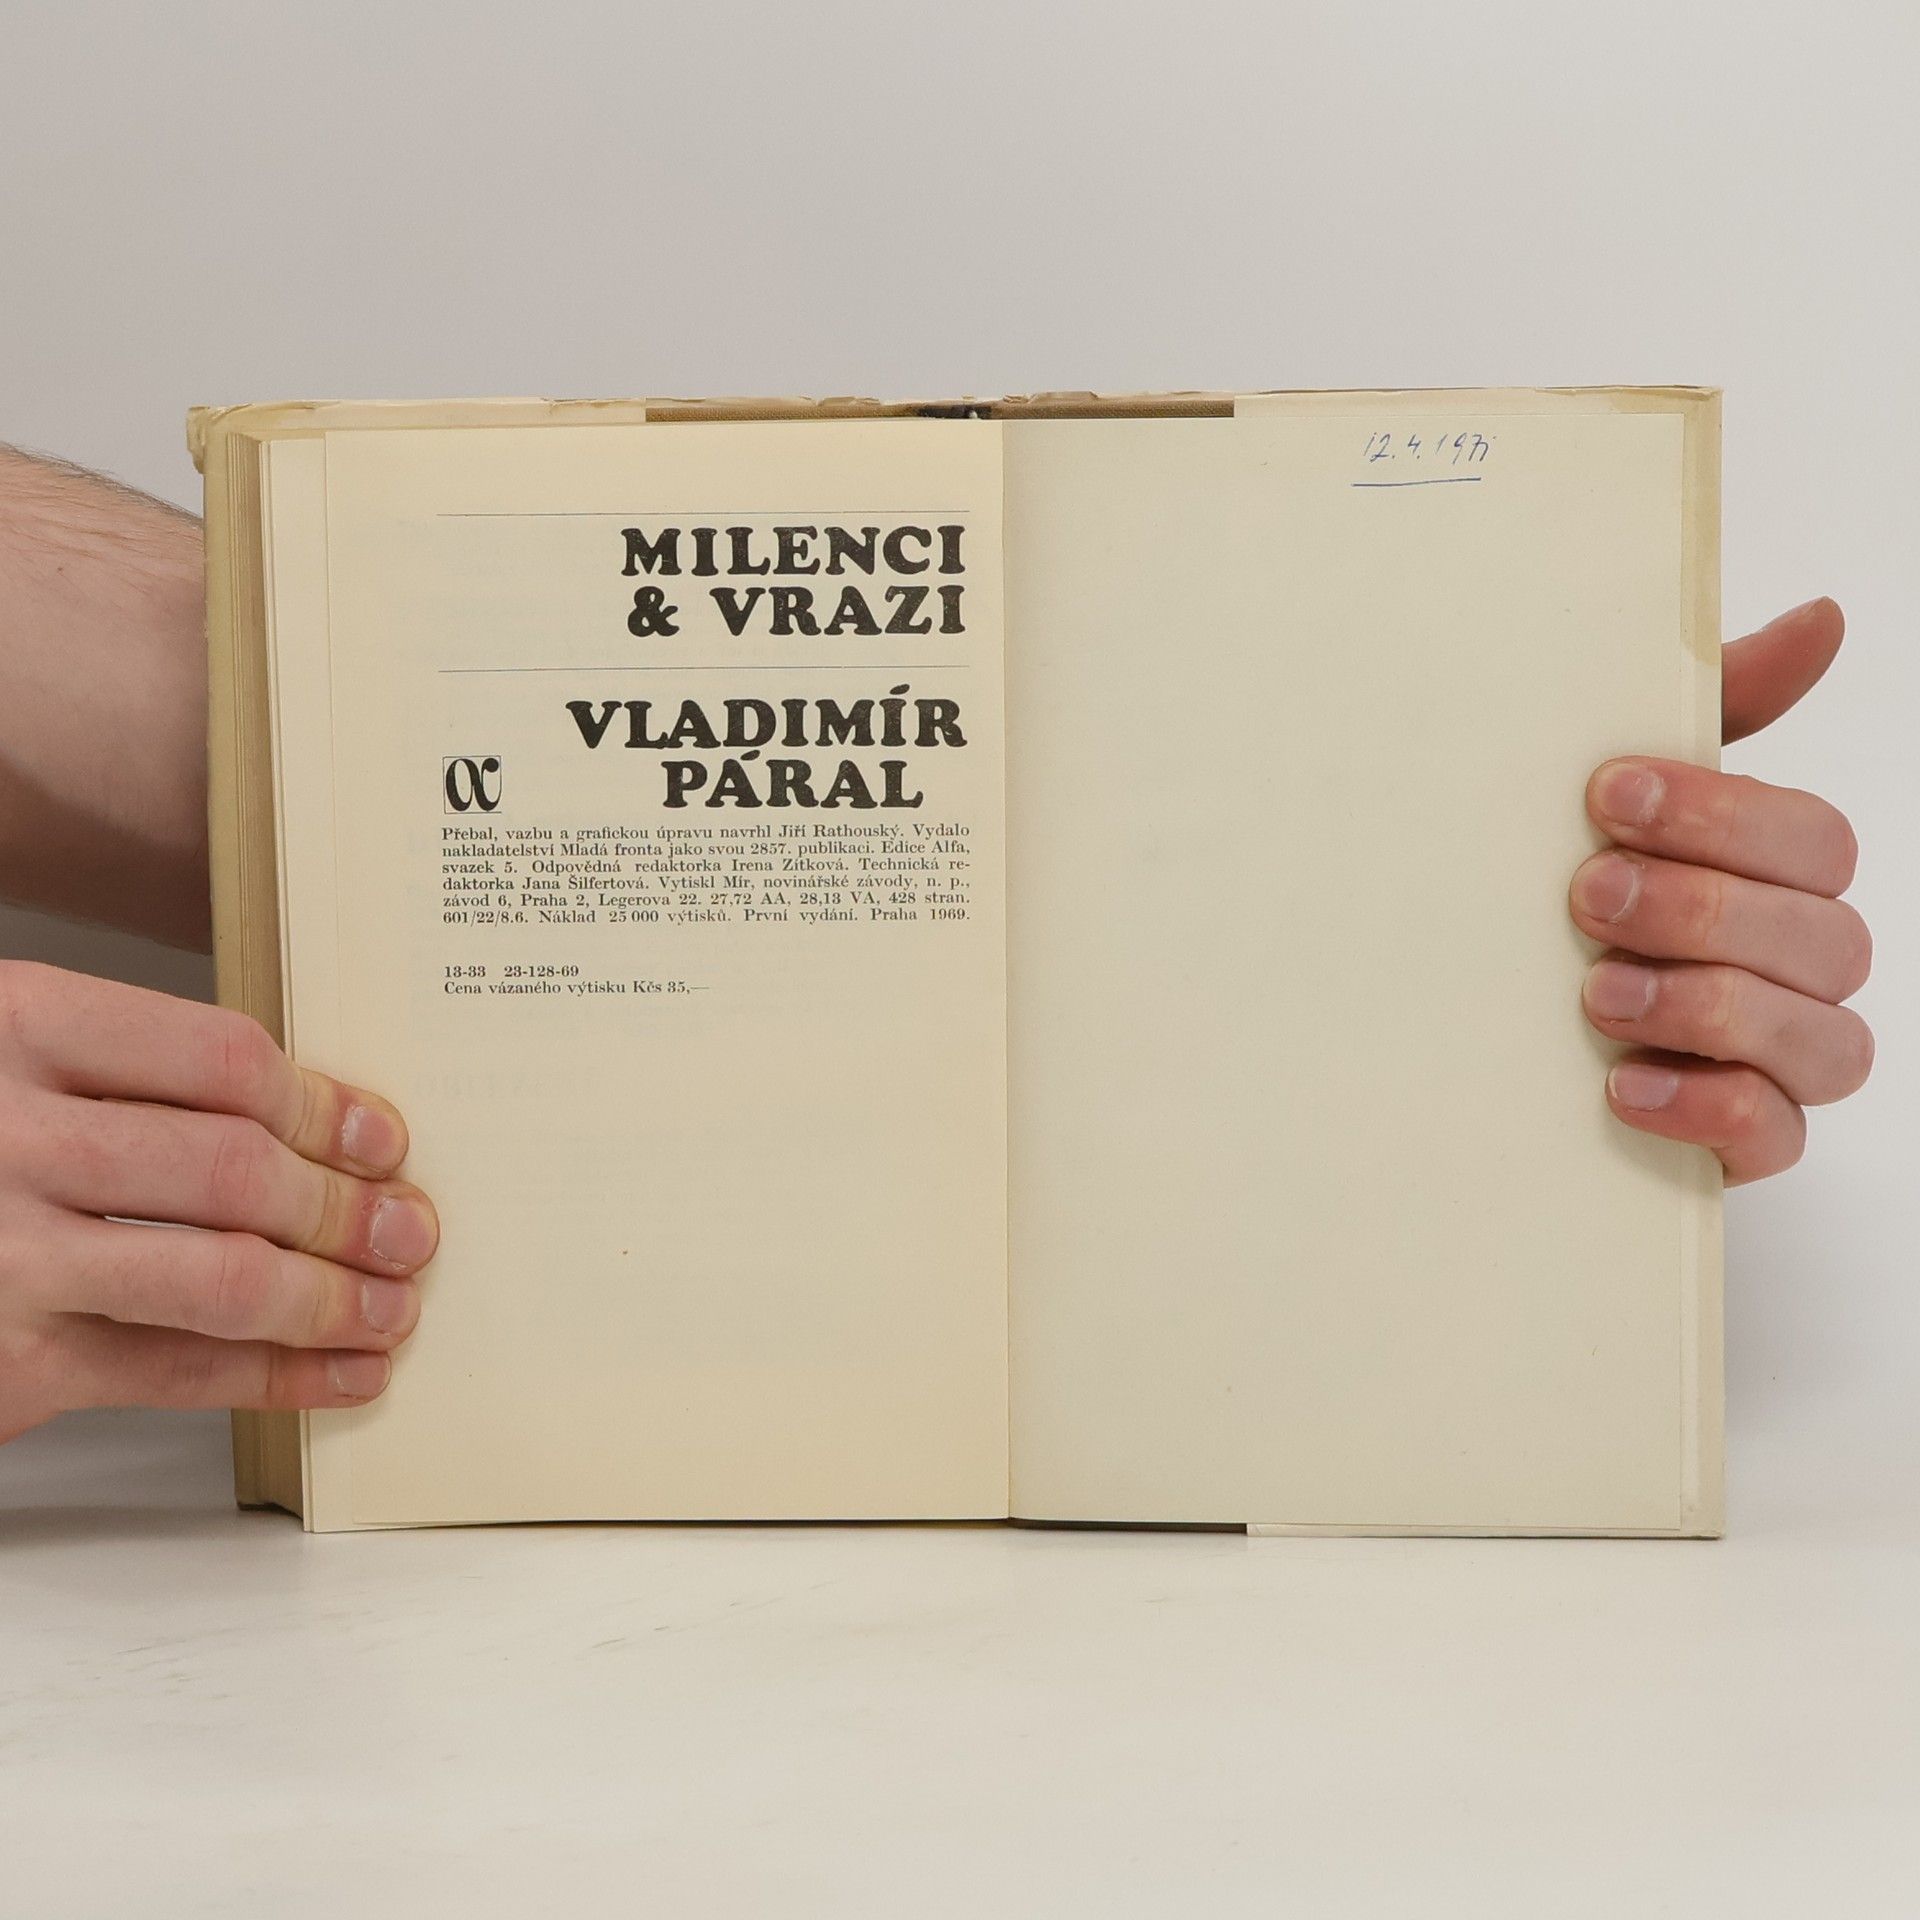 MILENCI
& VRAZI
VLADIMÍR
PÁRAL
α
Přebal, vazbu a grafickou úpravu navrhl Jiří Rathouský. Vydalo
nakladatelství Mladá fronta jako svou 2857. publikaci. Edice Alfa,
svazek 5. Odpovědná redaktorka Irena Zítková. Technická re-
daktorka Jana Šilfertová. Vytiskl Mír, novinářské závody, n. p.,
závod 6, Praha 2, Legerova 22. 27,72 AA, 28,13 VA, 428 stran.
601/22/8.6. Náklad 25 000 výtisků. První vydání. Praha 1969.
13-33 23-128-69
Cena vázaného výtisku Kčs 35,—
12.4.1971